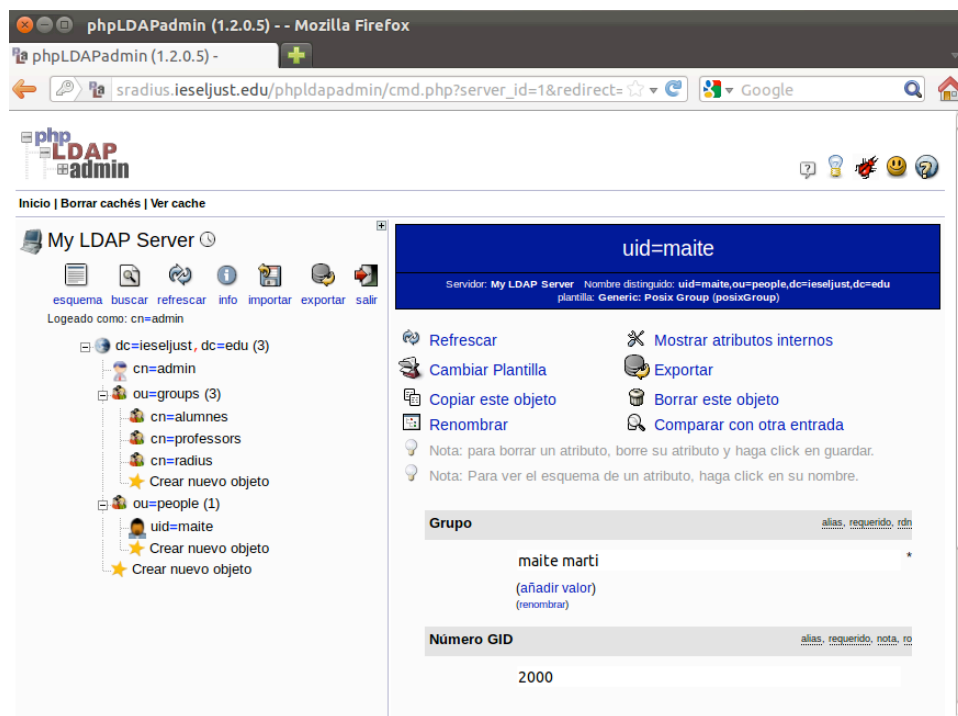 phpLDAPadmin (1.2.0.5) - - Mozilla Firefox
phpLDAPadmin (1.2.0.5) -
sradius.ieseljust.edu/phpldapadmin/cmd.php?server_id=1&redirect=
Google
php
LDAP
admin
Inicio | Borrar cachés | Ver cache
My LDAP Server
esquema buscar refrescar info importar exportar salir
Logeado como: cn=admin
dc=ieseljust, dc=edu (3)
cn=admin
ou=groups (3)
cn=alumnes
cn=professors
cn=radius
Crear nuevo objeto
ou=people (1)
uid=maite
Crear nuevo objeto
Crear nuevo objeto
uid=maite
Servidor: My LDAP Server Nombre distinguido: uid=maite,ou=people,dc=ieseljust,dc=edu
plantilla: Generic: Posix Group (posixGroup)
Refrescar Mostrar atributos internos
Cambiar Plantilla Exportar
Copiar este objeto Borrar este objeto
Renombrar Comparar con otra entrada
Nota: para borrar un atributo, borre su atributo y haga click en guardar.
Nota: Para ver el esquema de un atributo, haga click en su nombre.
Grupo alias, requerido, rdn
maite marti *
(añadir valor)
(renombrar)
Número GID alias, requerido, nota, ro
2000